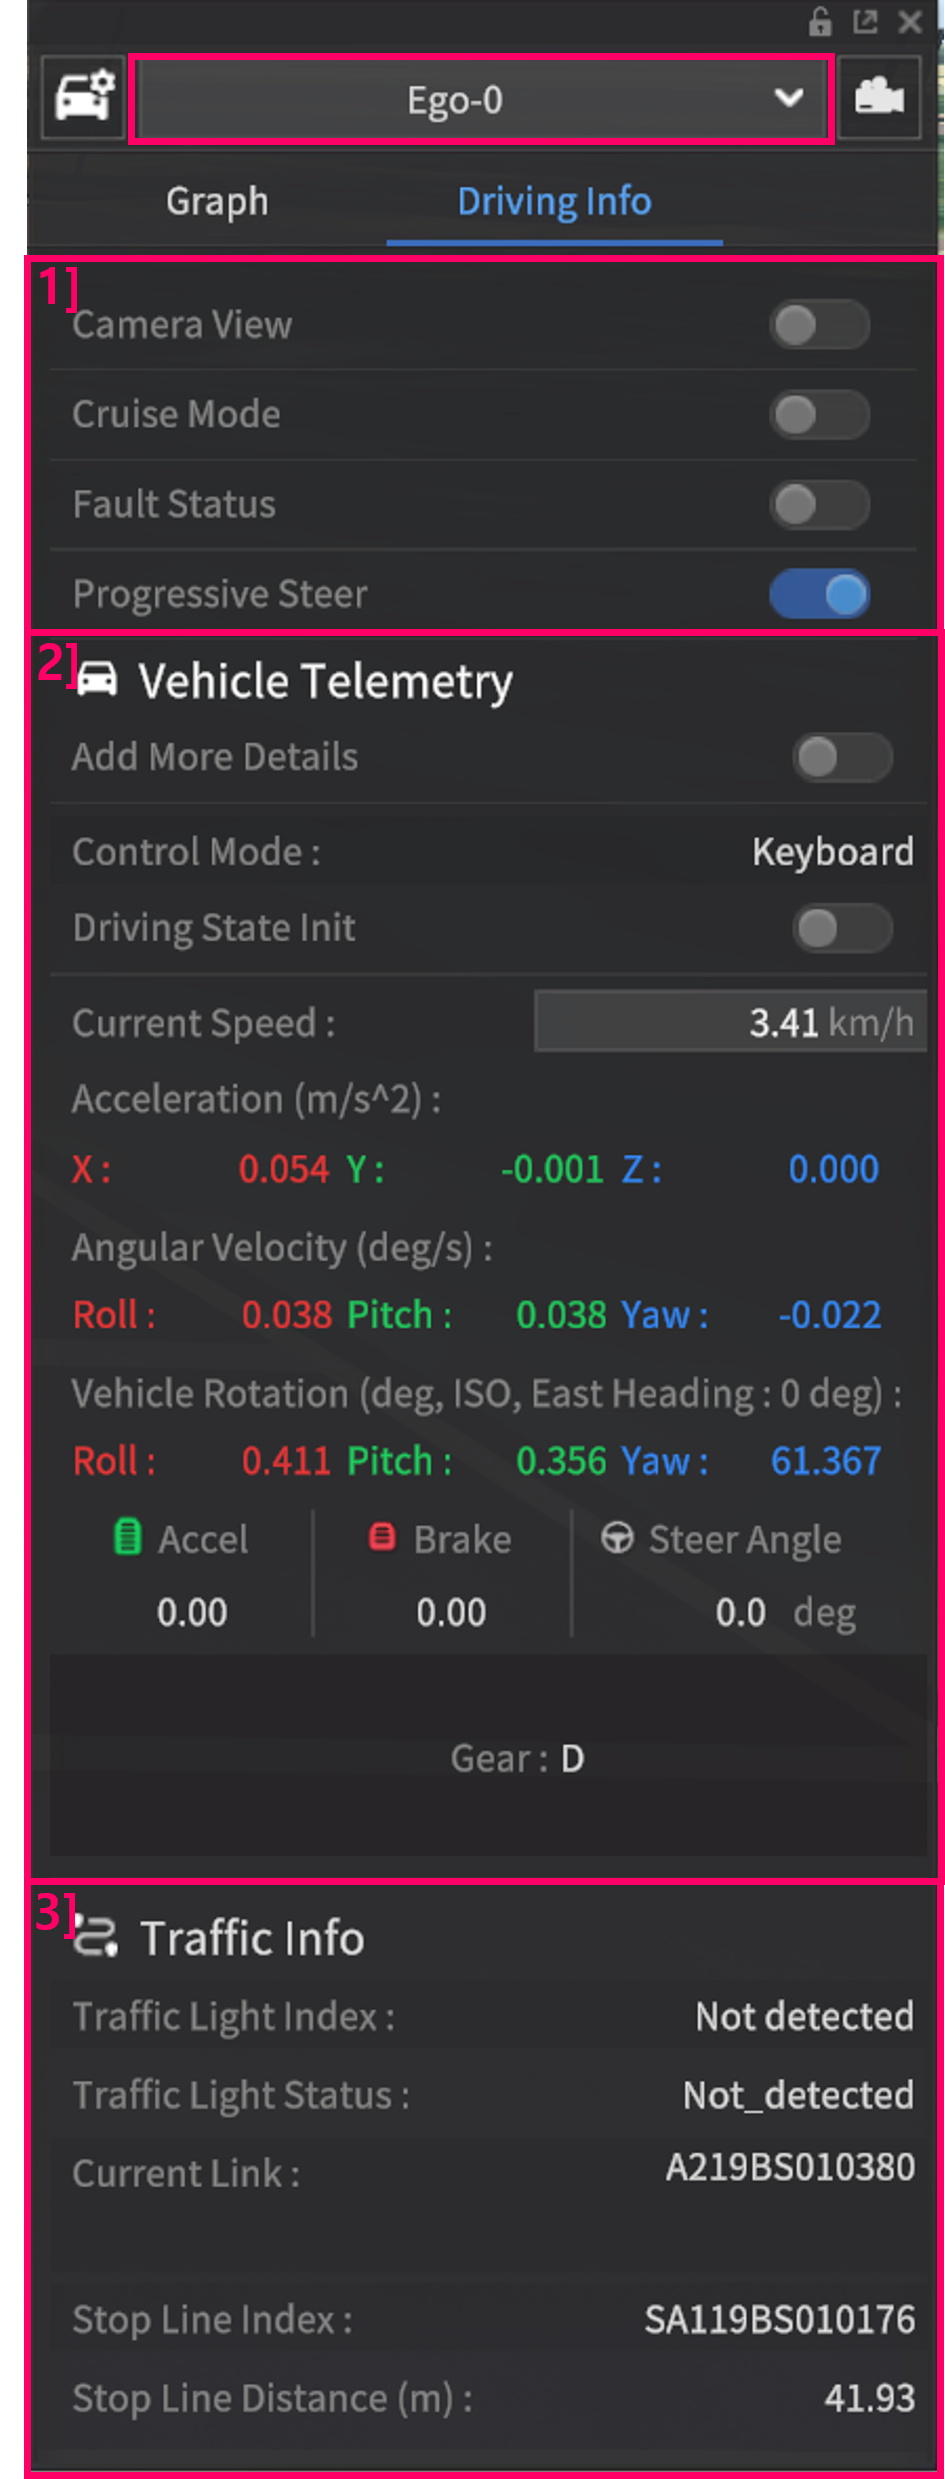 Ego-0
Graph Driving Info
1]
Camera View
Cruise Mode
Fault Status
Progressive Steer
2]
Vehicle Telemetry
Add More Details
Control Mode : Keyboard
Driving State Init
Current Speed : 3.41 km/h
Acceleration (m/s^2) :
X : 0.054 Y : -0.001 Z : 0.000
Angular Velocity (deg/s) :
Roll : 0.038 Pitch : 0.038 Yaw : -0.022
Vehicle Rotation (deg, ISO, East Heading : 0 deg) :
Roll : 0.411 Pitch : 0.356 Yaw : 61.367
Accel Brake Steer Angle
0.00 0.00 0.0 deg
Gear : D
3]
Traffic Info
Traffic Light Index : Not detected
Traffic Light Status : Not_detected
Current Link : A219BS010380
Stop Line Index : SA119BS010176
Stop Line Distance (m) : 41.93